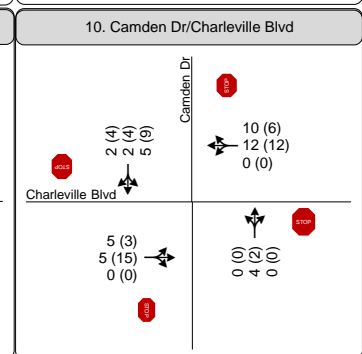 10. Camden Dr/Charleville Blvd
Camden Dr
STOP
2 (4)
2 (4)
5 (9)
10 (6)
12 (12)
0 (0)
STOP
Charleville Blvd
STOP
5 (3)
5 (15)
0 (0)
0 (0)
4 (2)
0 (0)
STOP